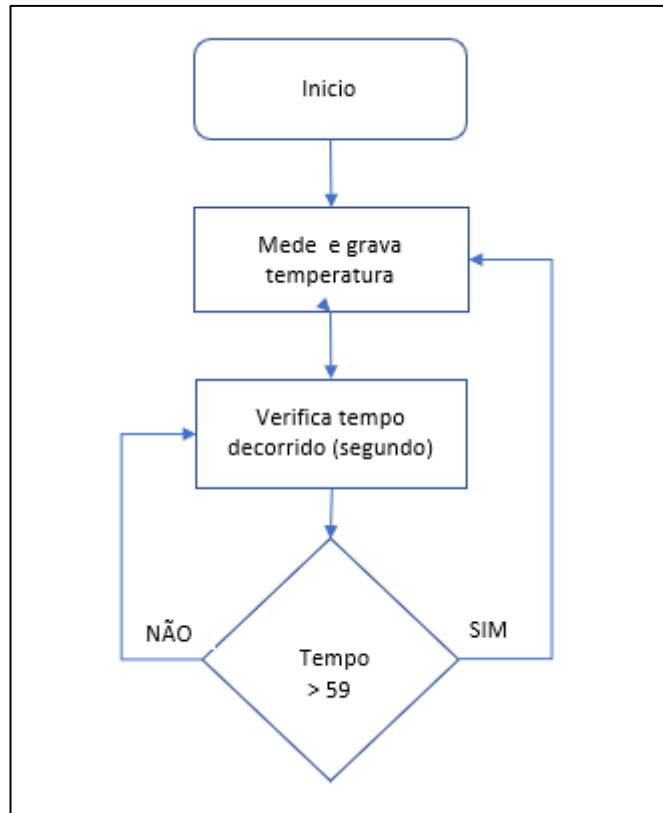 Inicio
Mede e grava
temperatura
Verifica tempo
decorrido (segundo)
NÃO
SIM
Tempo
> 59